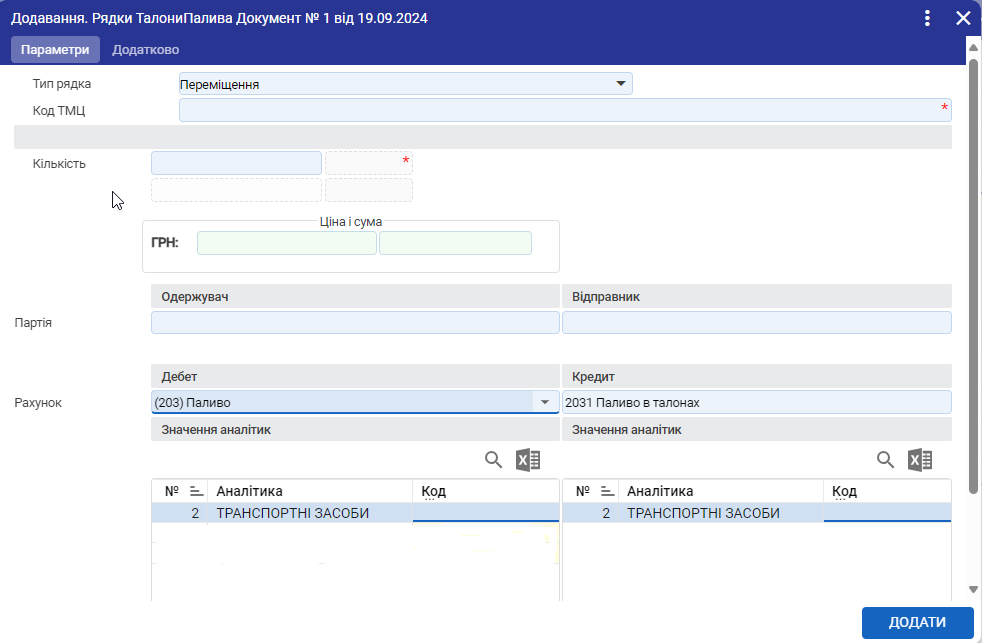 Додавання. Рядки ТалониПалива Документ № 1 від 19.09.2024
Параметри Додатково
Тип рядка Переміщення
Код ТМЦ *
Кількість *
Ціна і сума
ГРН:
Одержувач Відправник
Партія
Дебет Кредит
Рахунок (203) Паливо 2031 Паливо в талонах
Значення аналітик Значення аналітик
№ Аналітика Код № Аналітика Код
2 ТРАНСПОРТНІ ЗАСОБИ 2 ТРАНСПОРТНІ ЗАСОБИ
ДОДАТИ